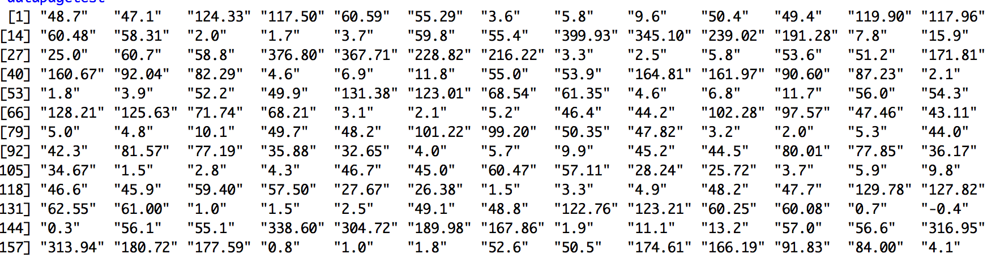 datapagetest
[1] "48.7" "47.1" "124.33" "117.50" "60.59" "55.29" "3.6" "5.8" "9.6" "50.4" "49.4" "119.90" "117.96"
[14] "60.48" "58.31" "2.0" "1.7" "3.7" "59.8" "55.4" "399.93" "345.10" "239.02" "191.28" "7.8" "15.9"
[27] "25.0" "60.7" "58.8" "376.80" "367.71" "228.82" "216.22" "3.3" "2.5" "5.8" "53.6" "51.2" "171.81"
[40] "160.67" "92.04" "82.29" "4.6" "6.9" "11.8" "55.0" "53.9" "164.81" "161.97" "90.60" "87.23" "2.1"
[53] "1.8" "3.9" "52.2" "49.9" "131.38" "123.01" "68.54" "61.35" "4.6" "6.8" "11.7" "56.0" "54.3"
[66] "128.21" "125.63" "71.74" "68.21" "3.1" "2.1" "5.2" "46.4" "44.2" "102.28" "97.57" "47.46" "43.11"
[79] "5.0" "4.8" "10.1" "49.7" "48.2" "101.22" "99.20" "50.35" "47.82" "3.2" "2.0" "5.3" "44.0"
[92] "42.3" "81.57" "77.19" "35.88" "32.65" "4.0" "5.7" "9.9" "45.2" "44.5" "80.01" "77.85" "36.17"
105] "34.67" "1.5" "2.8" "4.3" "46.7" "45.0" "60.47" "57.11" "28.24" "25.72" "3.7" "5.9" "9.8"
118] "46.6" "45.9" "59.40" "57.50" "27.67" "26.38" "1.5" "3.3" "4.9" "48.2" "47.7" "129.78" "127.82"
131] "62.55" "61.00" "1.0" "1.5" "2.5" "49.1" "48.8" "122.76" "123.21" "60.25" "60.08" "0.7" "-0.4"
144] "0.3" "56.1" "55.1" "338.60" "304.72" "189.98" "167.86" "1.9" "11.1" "13.2" "57.0" "56.6" "316.95"
157] "313.94" "180.72" "177.59" "0.8" "1.0" "1.8" "52.6" "50.5" "174.61" "166.19" "91.83" "84.00" "4.1"